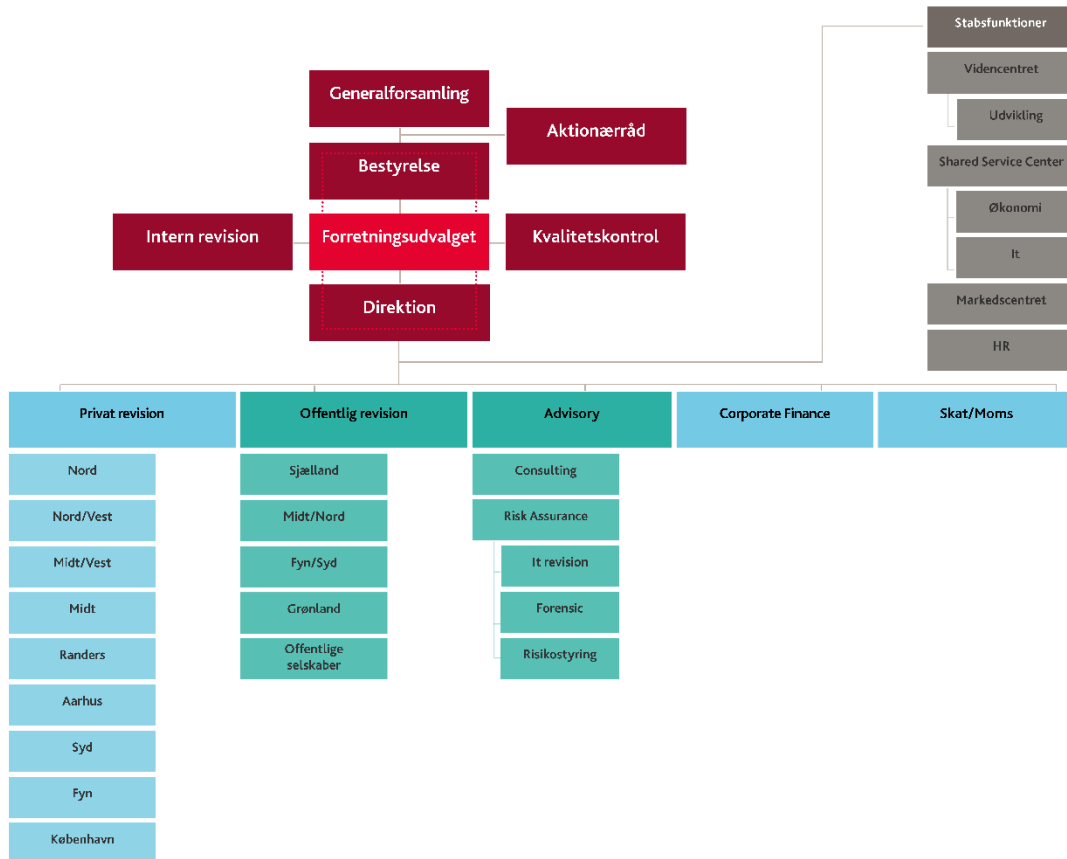 Stabsfunktioner
Videncentret
Udvikling
Shared Service Center
Økonomi
It
Markedscentret
HR
Generalforsamling
Aktionærråd
Bestyrelse
Intern revision
Forretningsudvalget
Kvalitetskontrol
Direktion
Privat revision
Offentlig revision
Advisory
Corporate Finance
Skat/Moms
Nord
Nord/Vest
Midt/Vest
Midt
Randers
Aarhus
Syd
Fyn
København
Sjælland
Midt/Nord
Fyn/Syd
Grønland
Offentlige
selskaber
Consulting
Risk Assurance
It revision
Forensic
Risikostyring